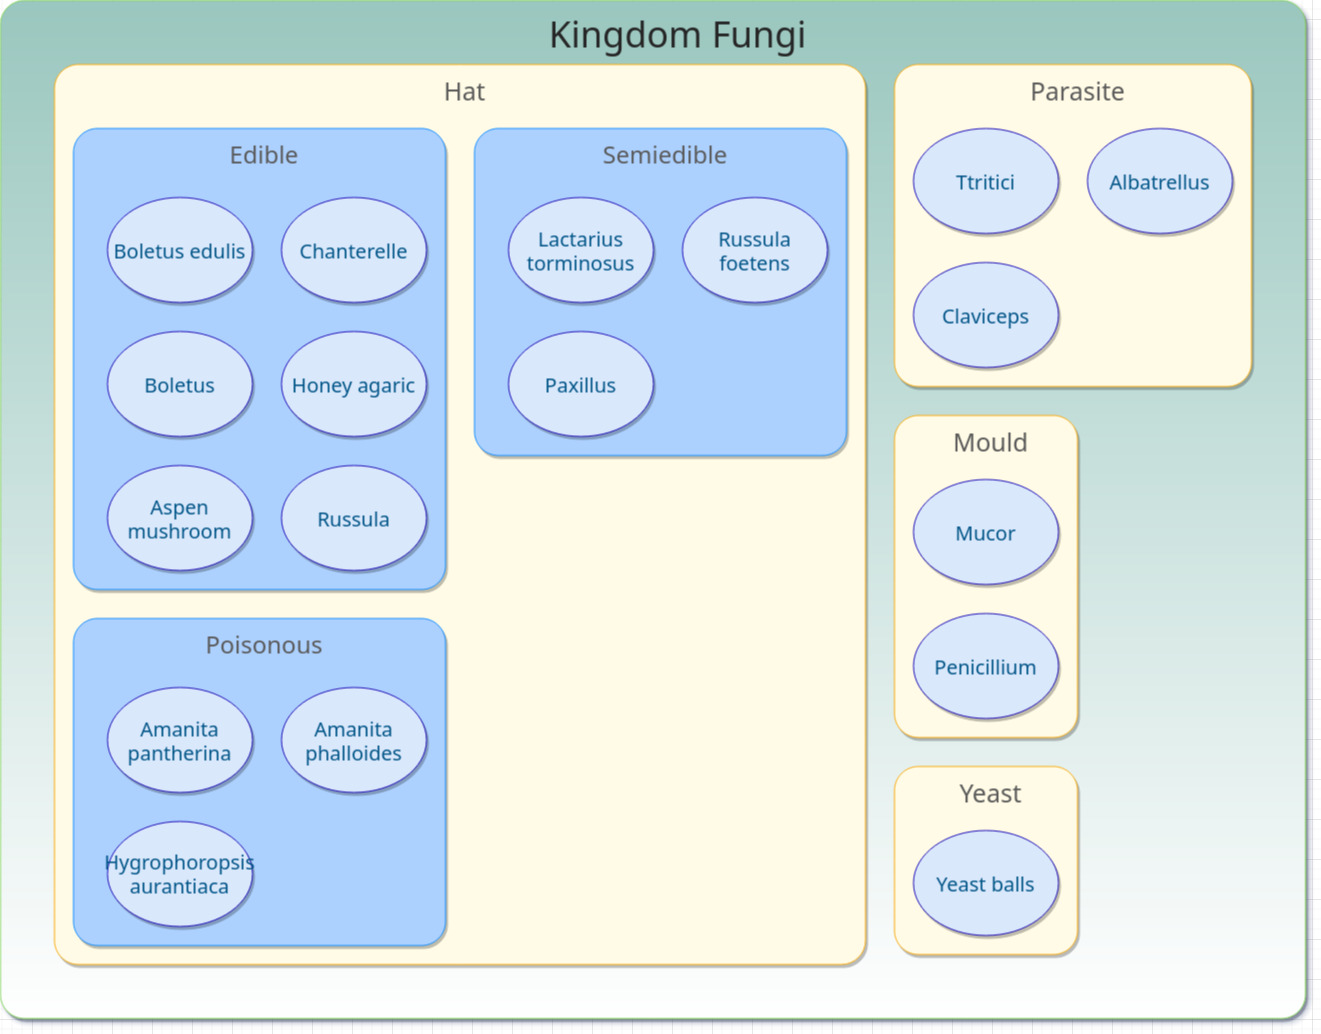 Kingdom Fungi
Hat
Edible
Boletus edulis
Chanterelle
Boletus
Honey agaric
Aspen
mushroom
Russula
Semiedible
Lactarius
torminosus
Russula
foetens
Paxillus
Poisonous
Amanita
pantherina
Amanita
phalloides
Hygrophoropsis
aurantiaca
Parasite
Ttritici
Albatrellus
Claviceps
Mould
Mucor
Penicillium
Yeast
Yeast balls